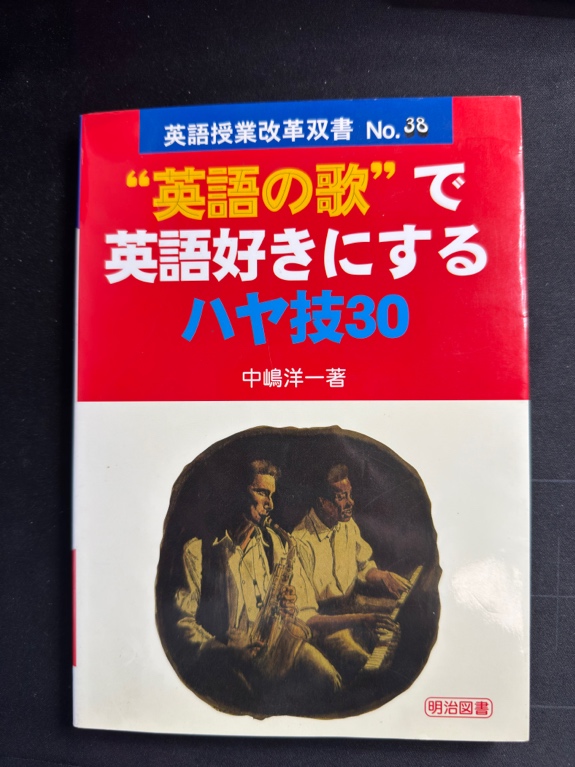 英語授業改革双書 No.38
“英語の歌”で
英語好きにする
ハヤ技30
中嶋洋一著
明治図書